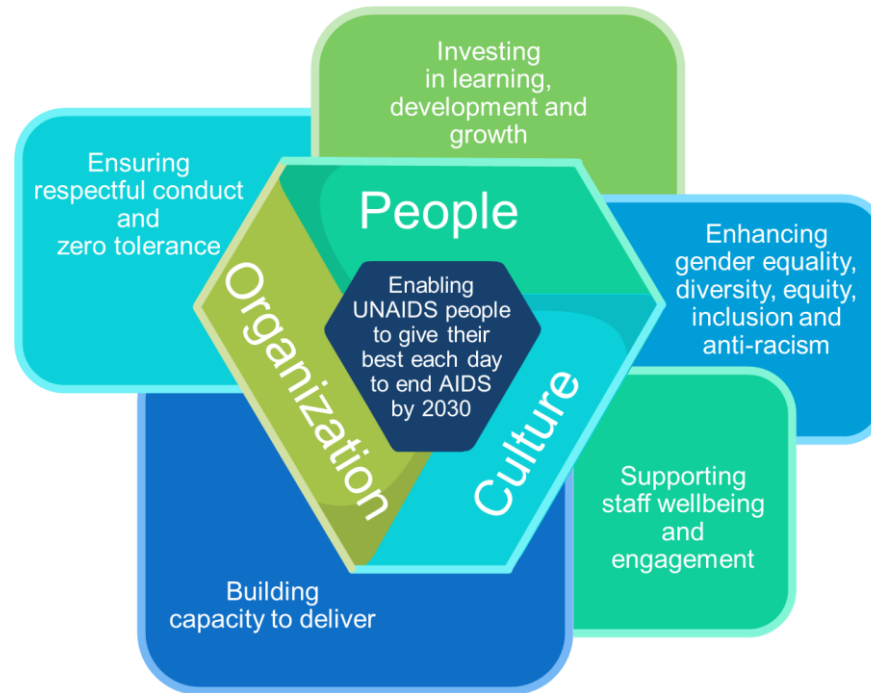 Investing
in learning,
development and
growth
Ensuring
respectful conduct
and
zero tolerance
People
Enhancing
gender equality,
diversity, equity,
inclusion and
anti-racism
Organization
Enabling
UNAIDS people
to give their
best each day
to end AIDS
by 2030
Culture
Supporting
staff wellbeing
and
engagement
Building
capacity to deliver